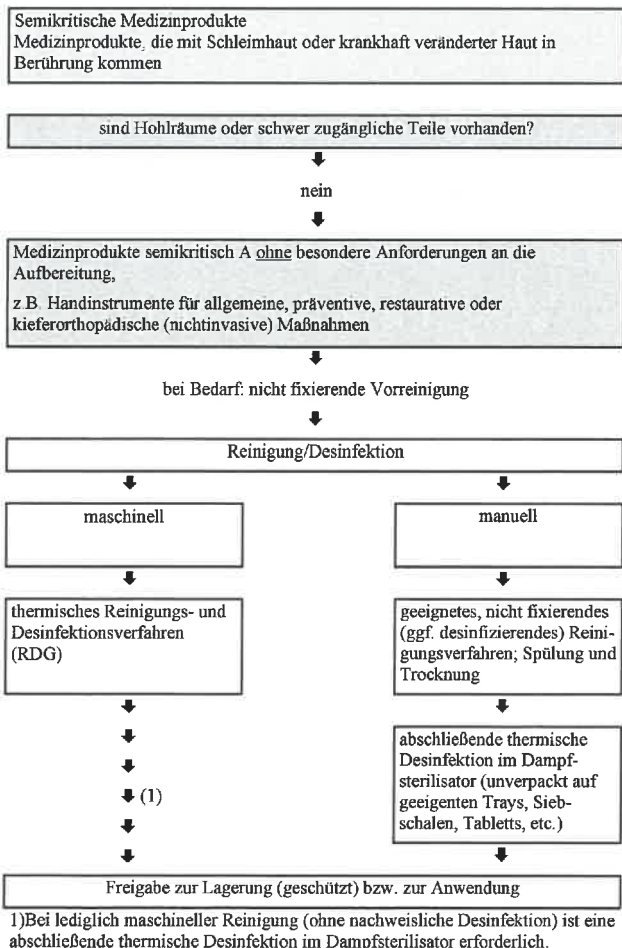 Semikritische Medizinprodukte
Medizinprodukte, die mit Schleimhaut oder krankhaft veränderter Haut in
Berührung kommen
sind Hohlräume oder schwer zugängliche Teile vorhanden?
nein
Medizinprodukte semikritisch A ohne besondere Anforderungen an die
Aufbereitung,
z.B. Handinstrumente für allgemeine, präventive, restaurative oder
kieferorthopädische (nichtinvasive) Maßnahmen
bei Bedarf: nicht fixierende Vorreinigung
Reinigung/Desinfektion
maschinell
thermisches Reinigungs- und
Desinfektionsverfahren
(RDG)
(1)
manuell
geeignetes, nicht fixierendes
(ggf. desinfizierendes) Reini-
gungsverfahren; Spülung und
Trocknung
abschließende thermische
Desinfektion im Dampf-
sterilisator (unverpackt auf
geeigenten Trays, Sieb-
schalen, Tabletts, etc.)
Freigabe zur Lagerung (geschützt) bzw. zur Anwendung
1)Bei lediglich maschineller Reinigung (ohne nachweisliche Desinfektion) ist eine
abschließende thermische Desinfektion im Dampfsterilisator erforderlich.